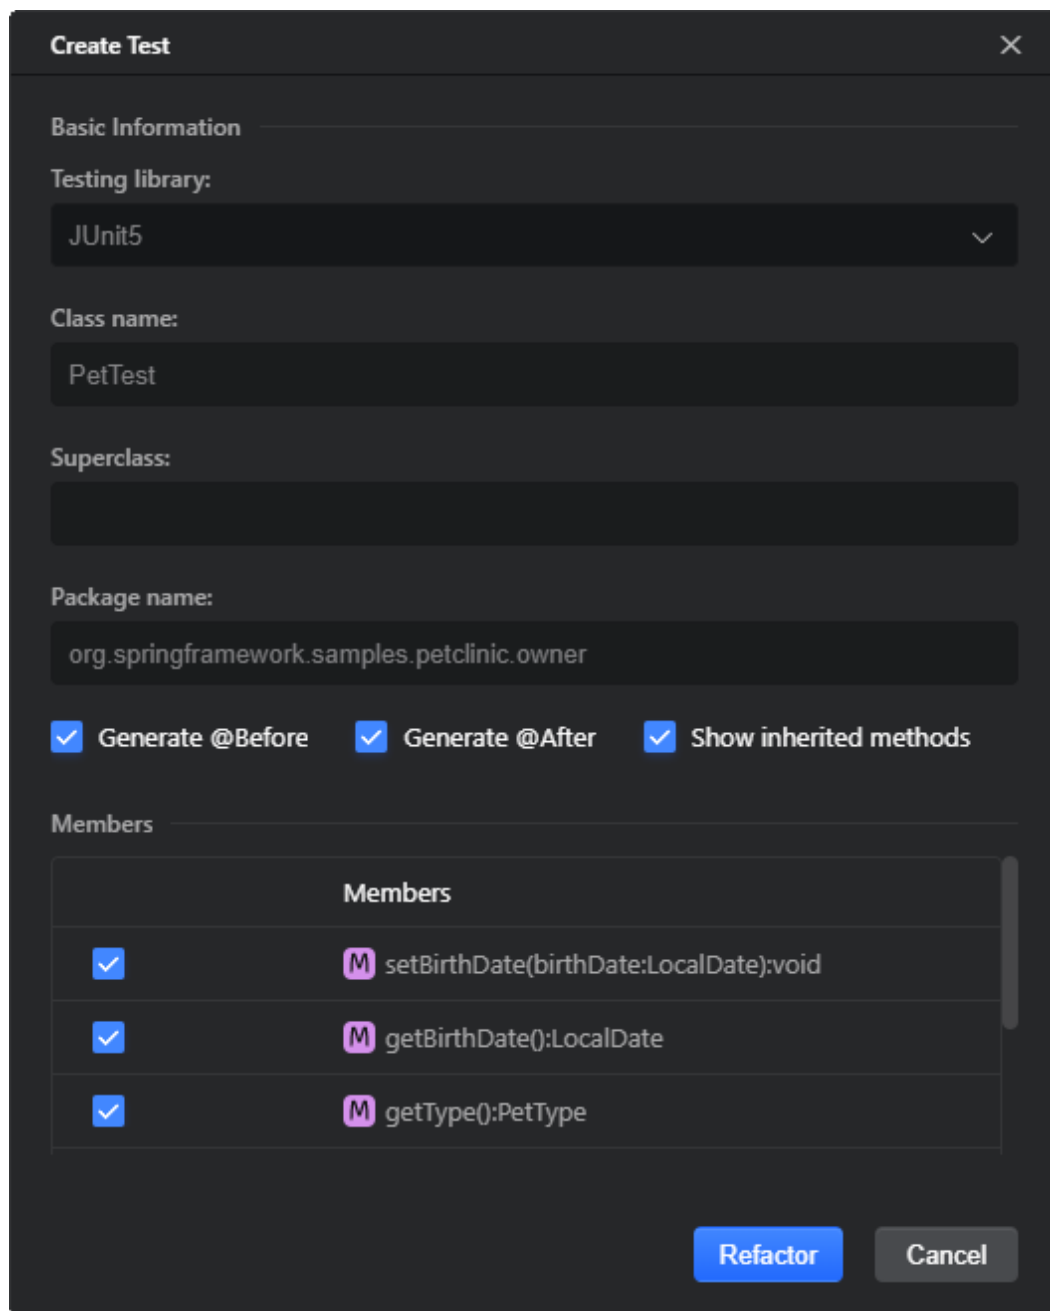 Create Test
Basic Information
Testing library:
JUnit5
Class name:
PetTest
Superclass:
Package name:
org.springframework.samples.petclinic.owner
Generate @Before Generate @After Show inherited methods
Members
Members
M setBirthDate(birthDate:LocalDate):void
M getBirthDate():LocalDate
M getType():PetType
Refactor Cancel